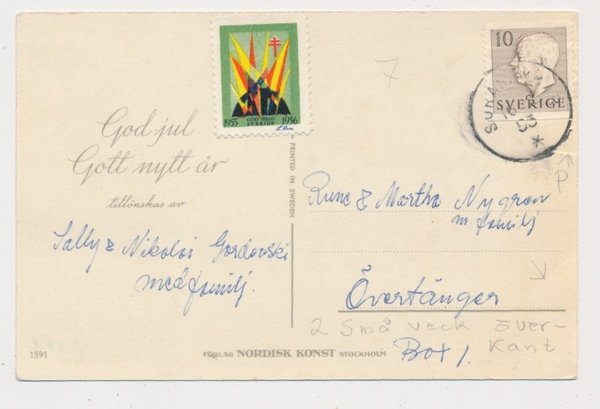 1955 1956
GOD HELG
SVERIGE
10
SVERIGE
7
God jul
Gott nytt år
tillönskas av
Sally & Nikolai Gordovski
med familj.
PRINTED IN SWEDEN
Rune & Martha Nygren
m familj
P
Övertänger
Box 1.
2 små veck över-
kant
1591
FÖRLAG NORDISK KONST STOCKHOLM